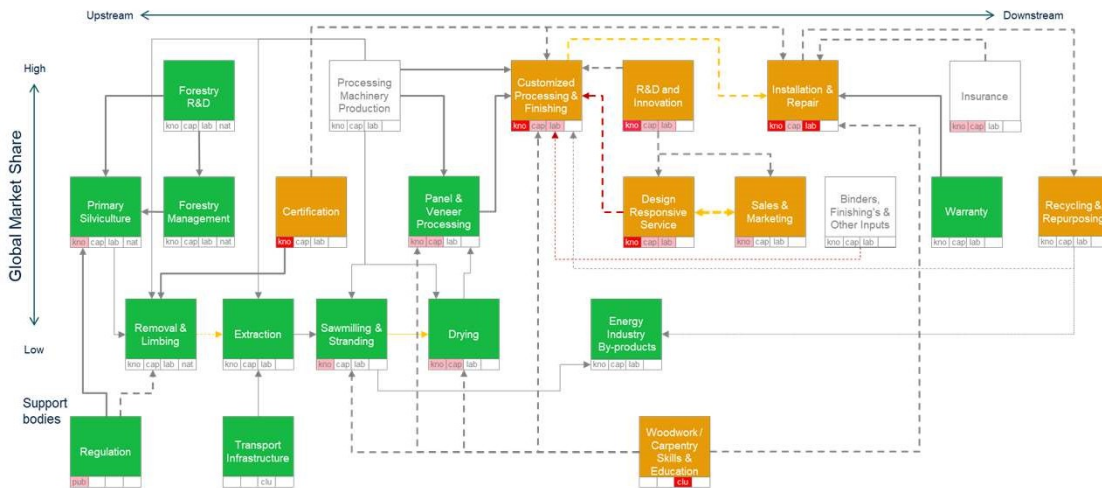 Upstream
Downstream
Global Market Share
High
Low
Support
bodies
Forestry
R&D
kno cap lab nat
Processing
Machinery
Production
kno cap lab
Customized
Processing &
Finishing
kno cap lab
R&D and
Innovation
kno cap lab
Installation &
Repair
kno cap lab
Insurance
kno cap lab
Primary
Silviculture
kno cap lab nat
Forestry
Management
kno cap lab nat
Certification
kno cap lab
Panel &
Veneer
Processing
kno cap lab
Design
Responsive
Service
kno cap lab
Sales &
Marketing
kno cap lab
Binders,
Finishing's &
Other Inputs
kno cap lab
Warranty
kno cap lab
Recycling &
Repurposing
kno cap lab
Removal &
Limbing
kno cap lab nat
Extraction
kno cap lab
Sawmilling &
Stranding
kno cap lab
Drying
kno cap lab
Energy
Industry
By-products
kno cap lab
Regulation
pub
Transport
Infrastructure
clu
Woodwork /
Carpentry
Skills &
Education
clu